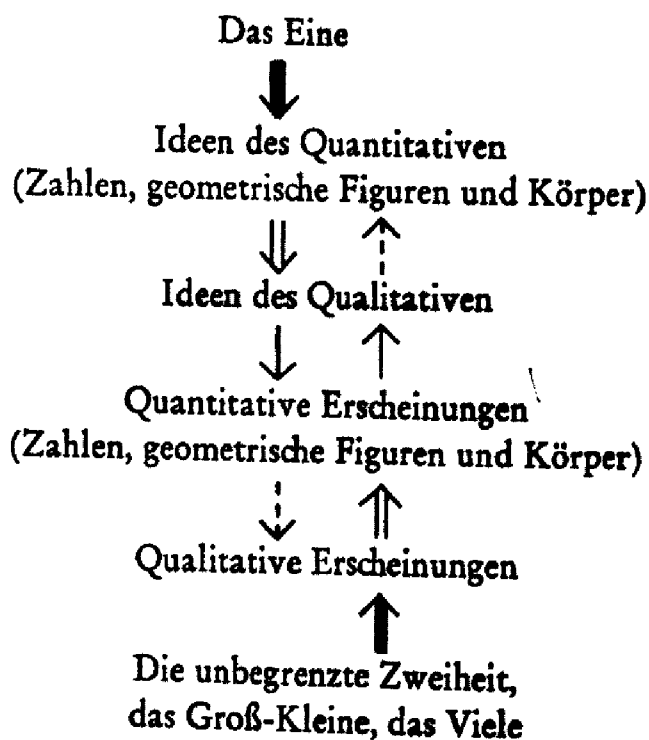 Das Eine
Ideen des Quantitativen
(Zahlen, geometrische Figuren und Körper)
Ideen des Qualitativen
Quantitative Erscheinungen
(Zahlen, geometrische Figuren und Körper)
Qualitative Erscheinungen
Die unbegrenzte Zweiheit,
das Groß-Kleine, das Viele